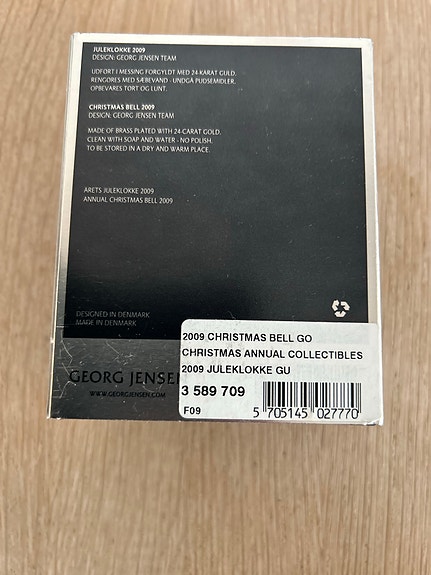 JULEKLOKKE 2009
DESIGN: GEORG JENSEN TEAM
UDFORT I MESSING FORGYLDT MED 24-KARAT GULD.
RENGØRES MED SÆBEVAND - UNDGÅ PUDSEMIDLER.
OPBEVARES TØRT OG LUNT.
CHRISTMAS BELL 2009
DESIGN: GEORG JENSEN TEAM
MADE OF BRASS PLATED WITH 24-CARAT GOLD.
CLEAN WITH SOAP AND WATER - NO POLISH.
TO BE STORED IN A DRY AND WARM PLACE.
ÅRETS JULEKLOKKE 2009
ANNUAL CHRISTMAS BELL 2009
DESIGNED IN DENMARK
MADE IN DENMARK
GEORG JENSEN
WWW.GEORGJENSEN.COM
2009 CHRISTMAS BELL GO
CHRISTMAS ANNUAL COLLECTIBLES
2009 JULEKLOKKE GU
3 589 709
F09
5 705145 027770